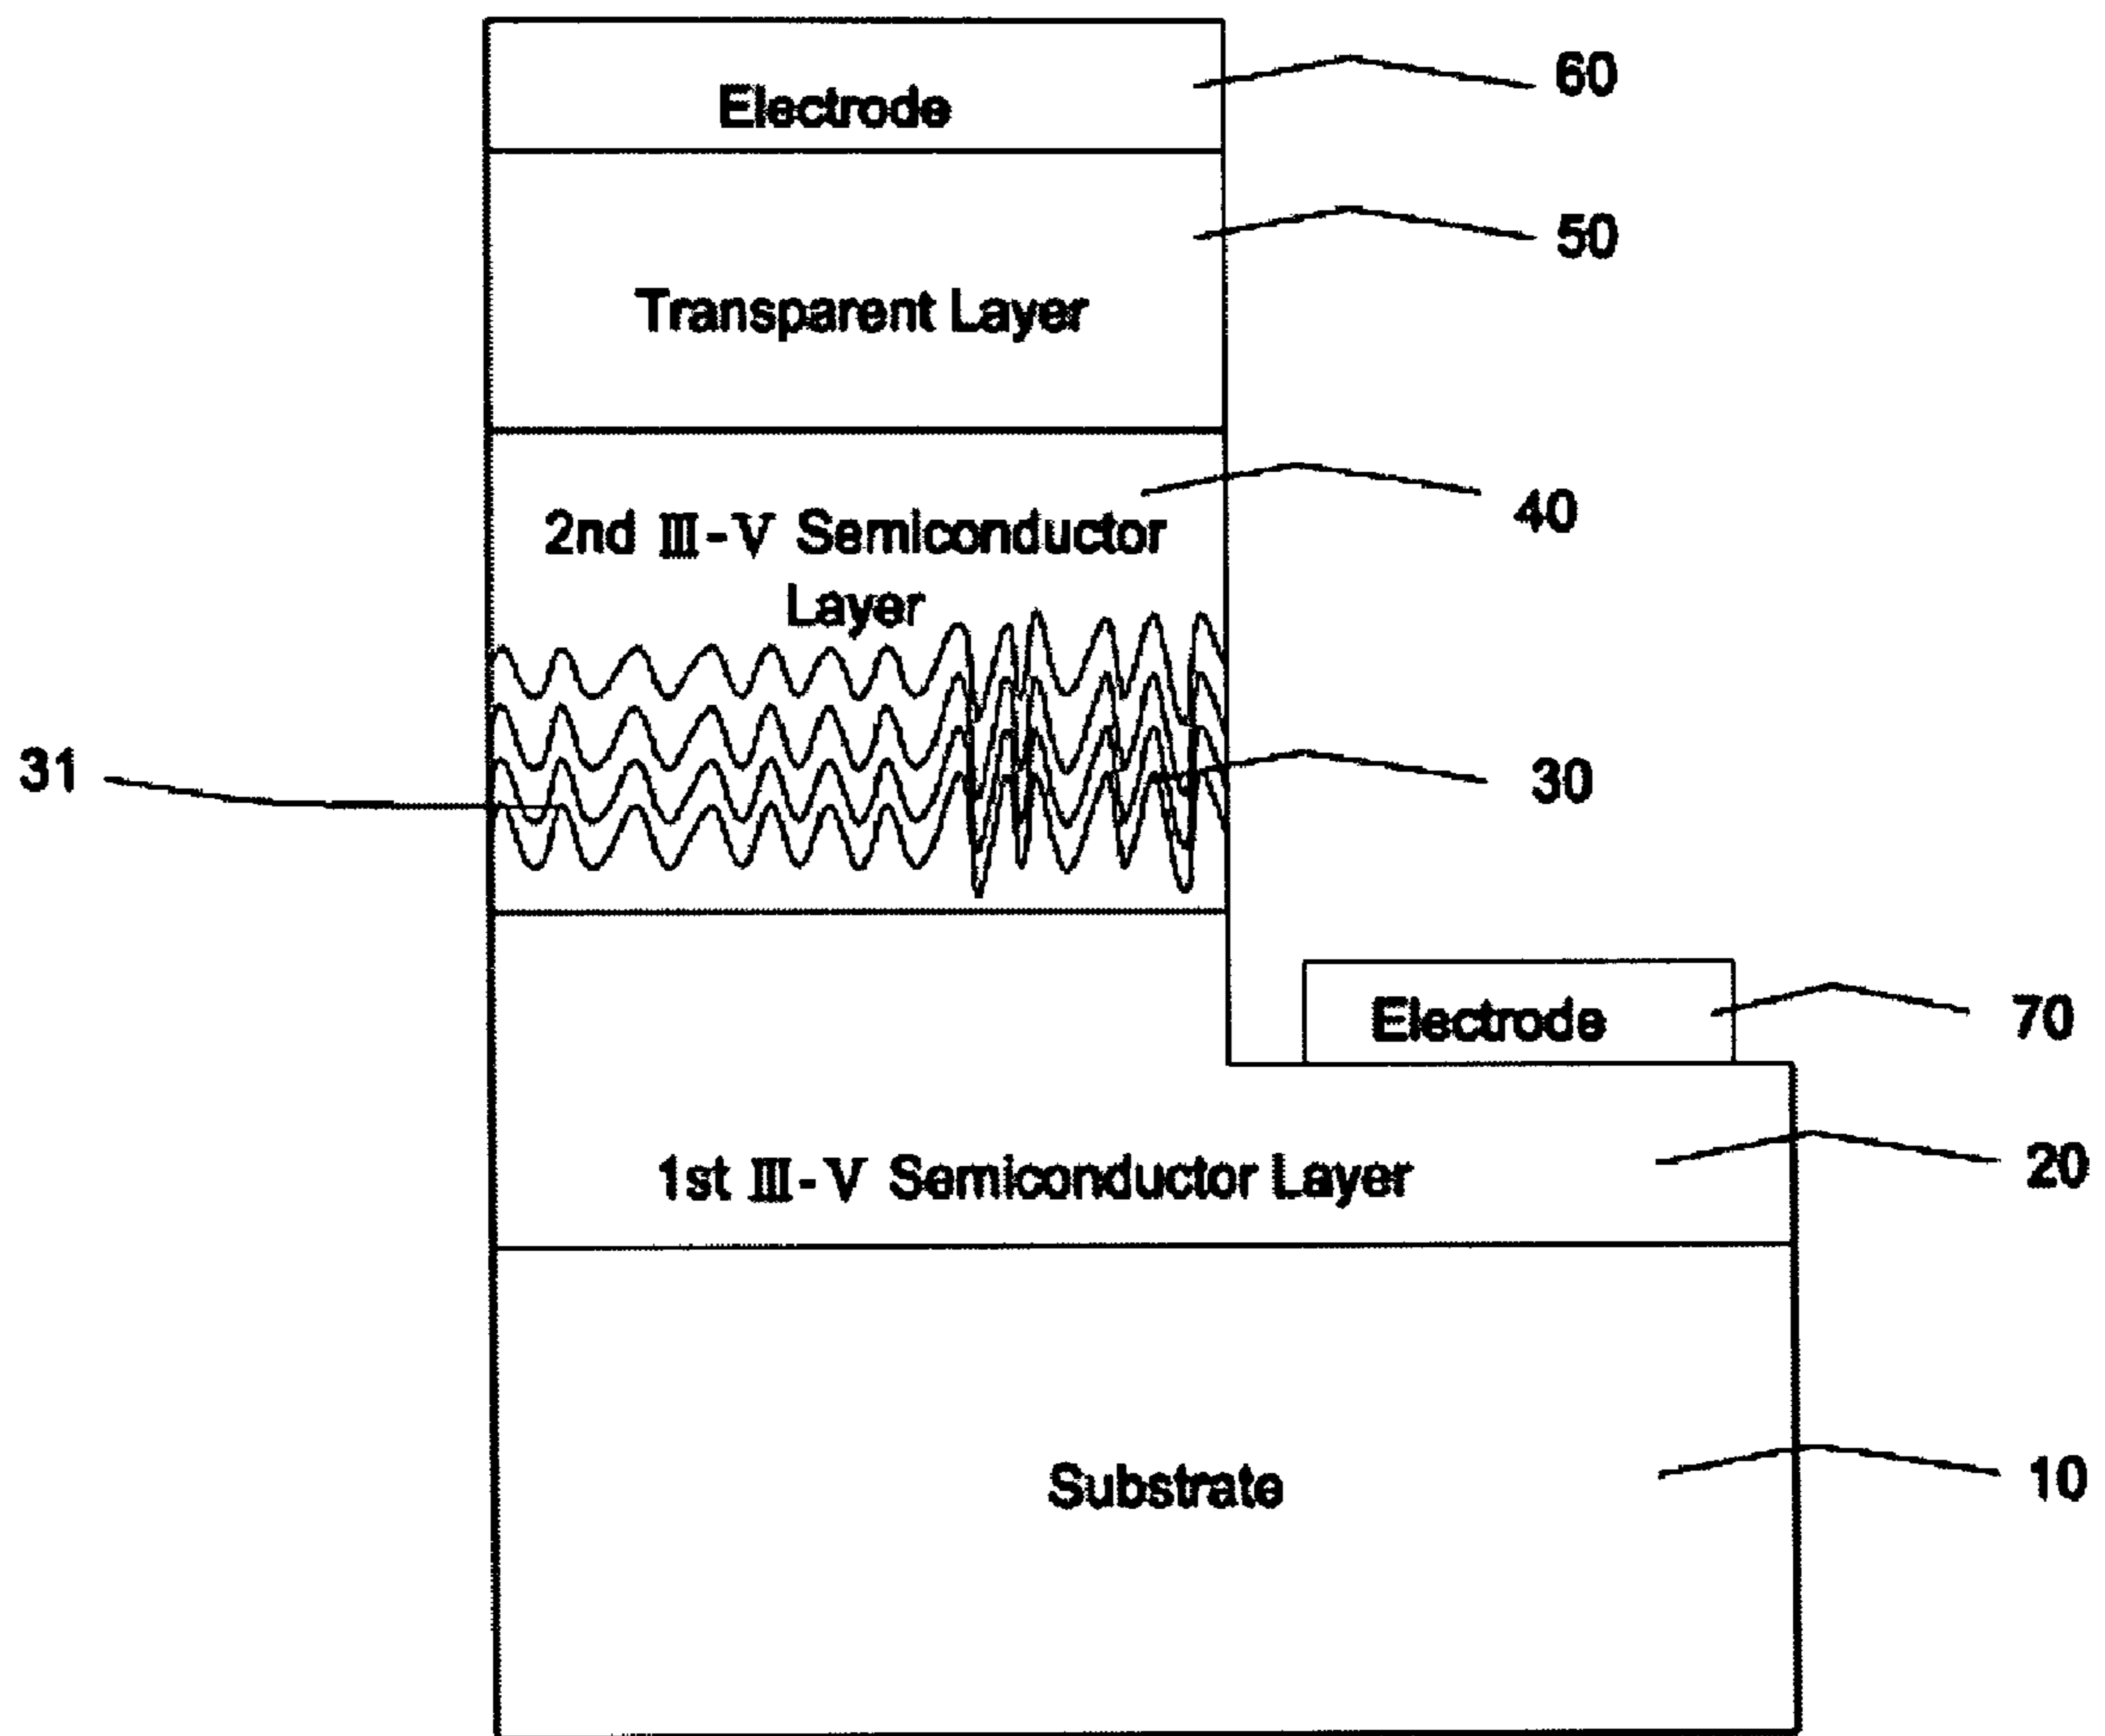 60
Electrode
50
Transparent Layer
40
2nd Ⅲ-Ⅴ Semiconductor
Layer
31
30
70
Electrode
20
1st Ⅲ-Ⅴ Semiconductor Layer
10
Substrate